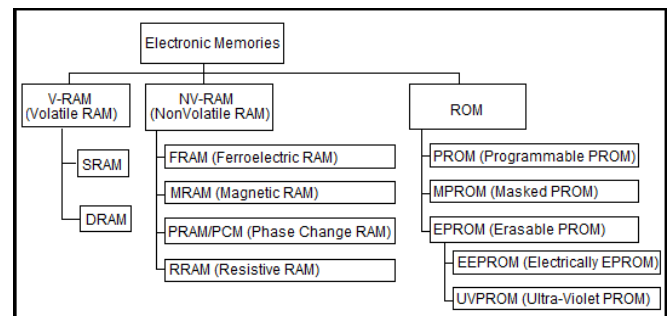 Electronic Memories
V-RAM
(Volatile RAM)
SRAM
DRAM
NV-RAM
(NonVolatile RAM)
FRAM (Ferroelectric RAM)
MRAM (Magnetic RAM)
PRAM/PCM (Phase Change RAM)
RRAM (Resistive RAM)
ROM
PROM (Programmable PROM)
MPROM (Masked PROM)
EPROM (Erasable PROM)
EEPROM (Electrically EPROM)
UVPROM (Ultra-Violet PROM)